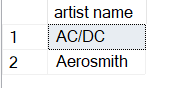 artist name
1 AC/DC
2 Aerosmith